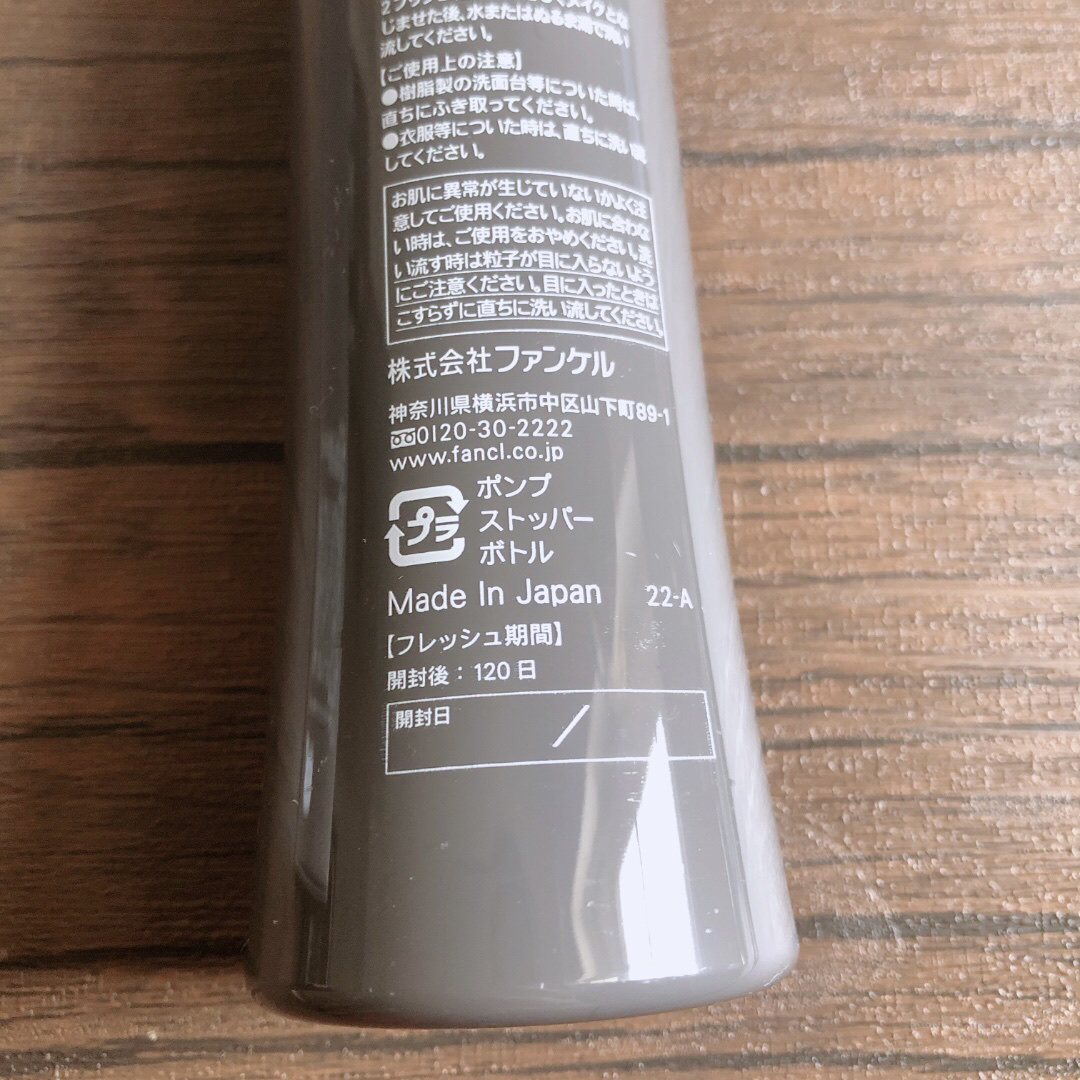 じませた後、水またはぬるま湯で洗い
流してください。
【ご使用上の注意】
●樹脂製の洗面台等についた時は、
直ちにふき取ってください。
●衣服等についた時は、直ちに洗い流
してください。
お肌に異常が生じていないかよく注
意してご使用ください。お肌に合わな
い時は、ご使用をおやめください。洗
い流す時は粒子が目に入らないよう
にご注意ください。目に入ったときは
こすらずに直ちに洗い流してください。
株式会社ファンケル
神奈川県横浜市中区山下町89-1
0120-30-2222
www.fancl.co.jp
プラ
ポンプ
ストッパー
ボトル
Made In Japan 22-A
【フレッシュ期間】
開封後：120日
開封日 /